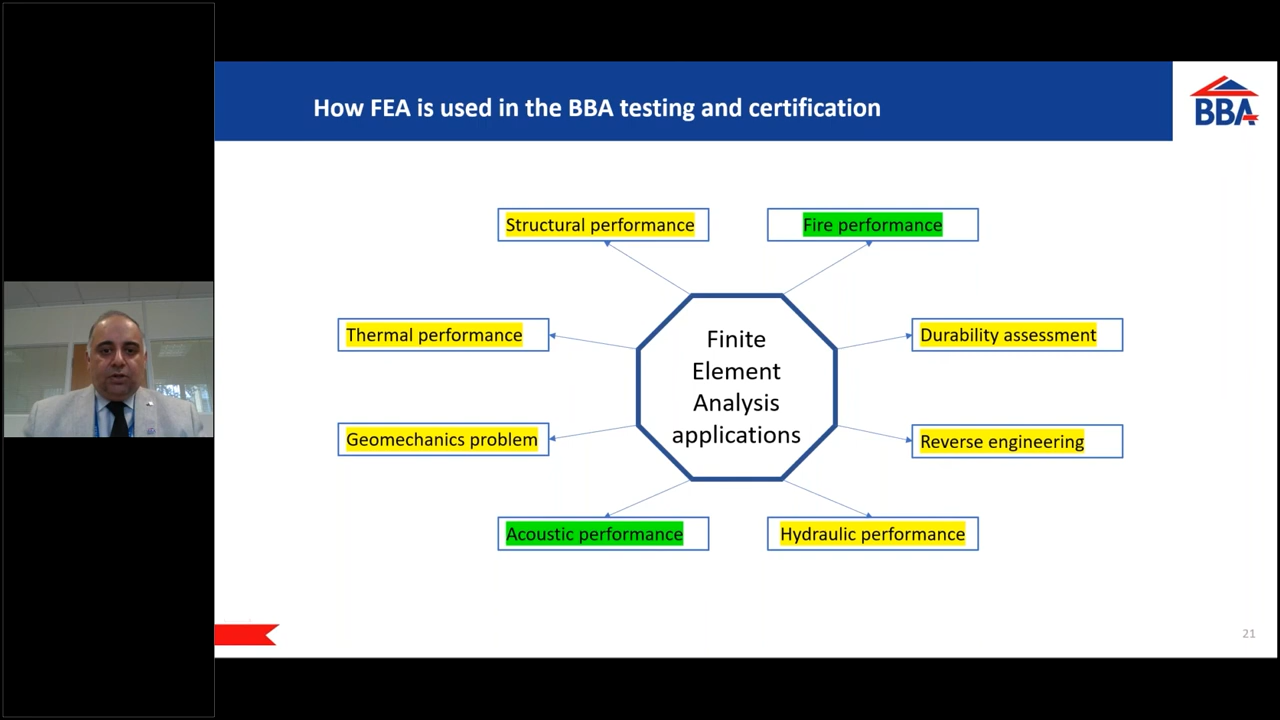 How FEA is used in the BBA testing and certification
BBA
Structural performance
Fire performance
Thermal performance
Durability assessment
Finite
Element
Analysis
applications
Geomechanics problem
Reverse engineering
Acoustic performance
Hydraulic performance
21